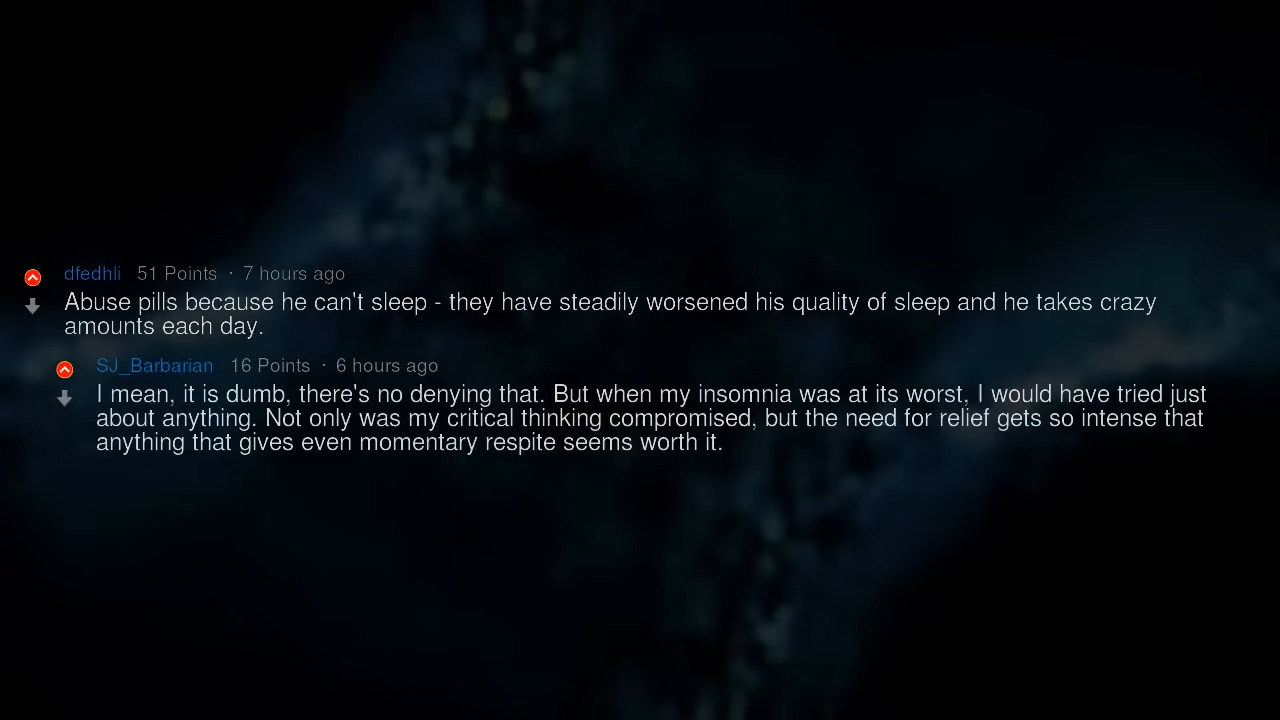 dfedhli 51 Points · 7 hours ago
Abuse pills because he can't sleep - they have steadily worsened his quality of sleep and he takes crazy
amounts each day.
SJ_Barbarian 16 Points · 6 hours ago
I mean, it is dumb, there's no denying that. But when my insomnia was at its worst, I would have tried just
about anything. Not only was my critical thinking compromised, but the need for relief gets so intense that
anything that gives even momentary respite seems worth it.